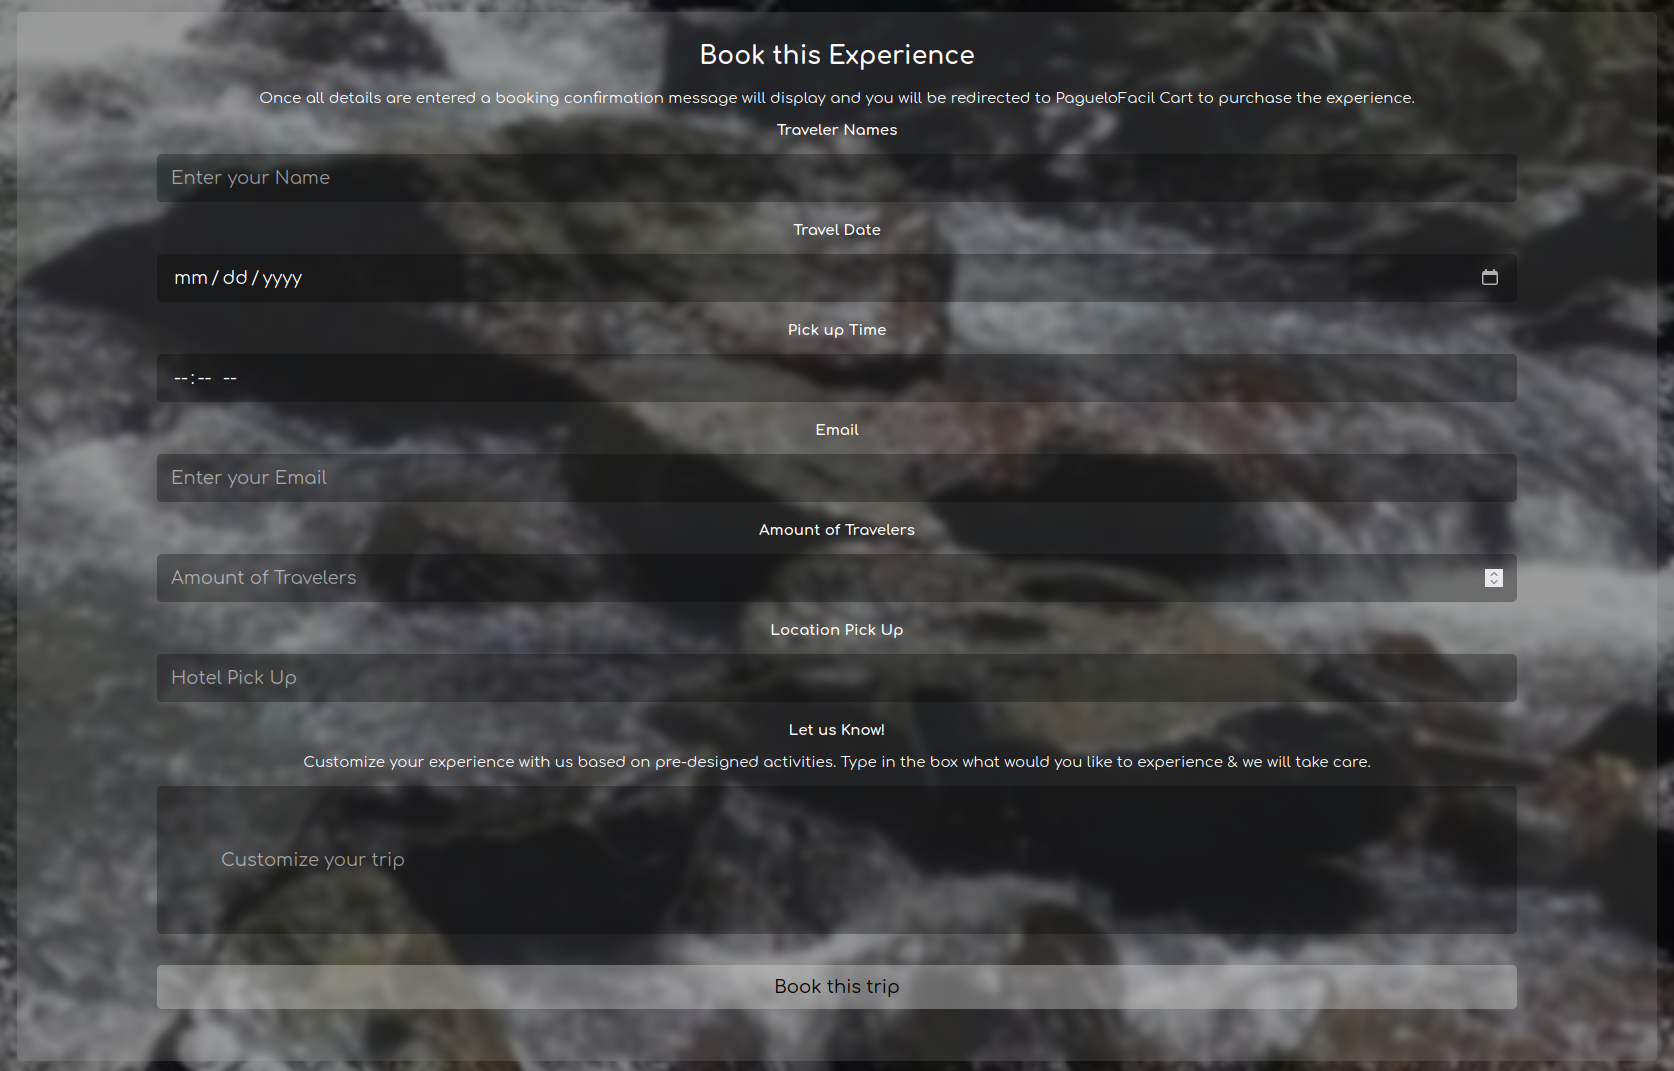 Book this Experience
Once all details are entered a booking confirmation message will display and you will be redirected to PagueloFacil Cart to purchase the experience.
Traveler Names
Enter your Name
Travel Date
mm/dd/yyyy
Pick up Time
--:-- --
Email
Enter your Email
Amount of Travelers
Amount of Travelers
Location Pick Up
Hotel Pick Up
Let us Know!
Customize your experience with us based on pre-designed activities. Type in the box what would you like to experience & we will take care.
Customize your trip
Book this trip